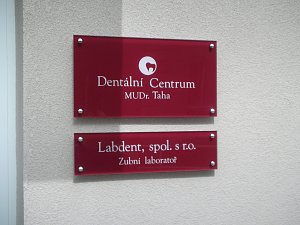 Dentální Centrum
MUDr. Taha
Labdent, spol. s r.o.
Zubní laboratoř